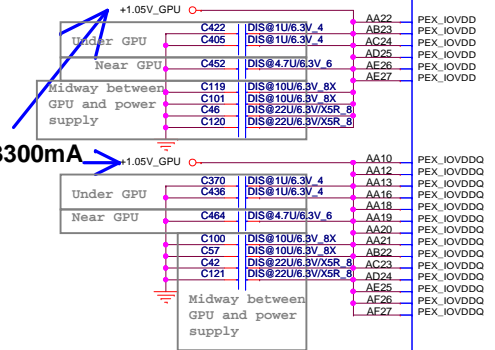 +1.05V_GPU
AA22 PEX_IOVDD
C422 DIS@1U/6.3V_4 AB23 PEX_IOVDD
Under GPU C405 DIS@1U/6.3V_4 AC24 PEX_IOVDD
AD25 PEX_IOVDD
Near GPU C452 DIS@4.7U/6.3V_6 AE26 PEX_IOVDD
AE27 PEX_IOVDD
Midway between C119 DIS@10U/6.3V_8X
GPU and power C101 DIS@10U/6.3V_8X
supply C46 DIS@22U/6.3V/X5R_8
C120 DIS@22U/6.3V/X5R_8
3300mA +1.05V_GPU AA10 PEX_IOVDDQ
AA12 PEX_IOVDDQ
C370 DIS@1U/6.3V_4 AA13 PEX_IOVDDQ
Under GPU C436 DIS@1U/6.3V_4 AA16 PEX_IOVDDQ
AA18 PEX_IOVDDQ
Near GPU C464 DIS@4.7U/6.3V_6 AA19 PEX_IOVDDQ
AA20 PEX_IOVDDQ
C100 DIS@10U/6.3V_8X AA21 PEX_IOVDDQ
C57 DIS@10U/6.3V_8X AB22 PEX_IOVDDQ
C42 DIS@22U/6.3V/X5R_8 AC23 PEX_IOVDDQ
C121 DIS@22U/6.3V/X5R_8 AD24 PEX_IOVDDQ
AE25 PEX_IOVDDQ
Midway between AF26 PEX_IOVDDQ
GPU and power AF27 PEX_IOVDDQ
supply